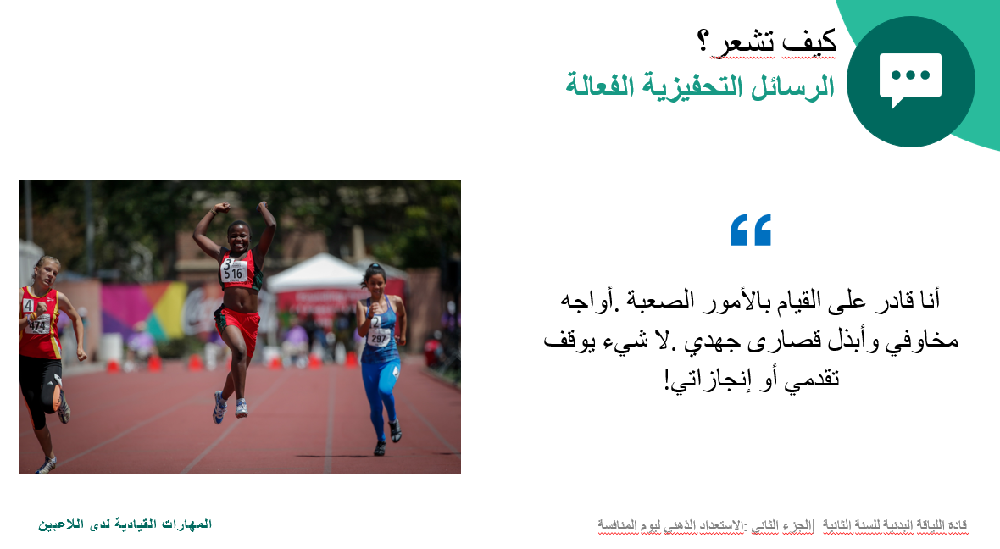 كيف تشعر؟
الرسائل التحفيزية الفعالة
أنا قادر على القيام بالأمور الصعبة .أواجه
مخاوفي وأبذل قصارى جهدي .لا شيء يوقف
تقدمي أو إنجازاتي!
3
516
4
474
2
297
قادة اللياقة البدنية للسنة الثانية |الجزء الثاني :الاستعداد الذهني ليوم المنافسة
المهارات القيادية لدى اللاعبين